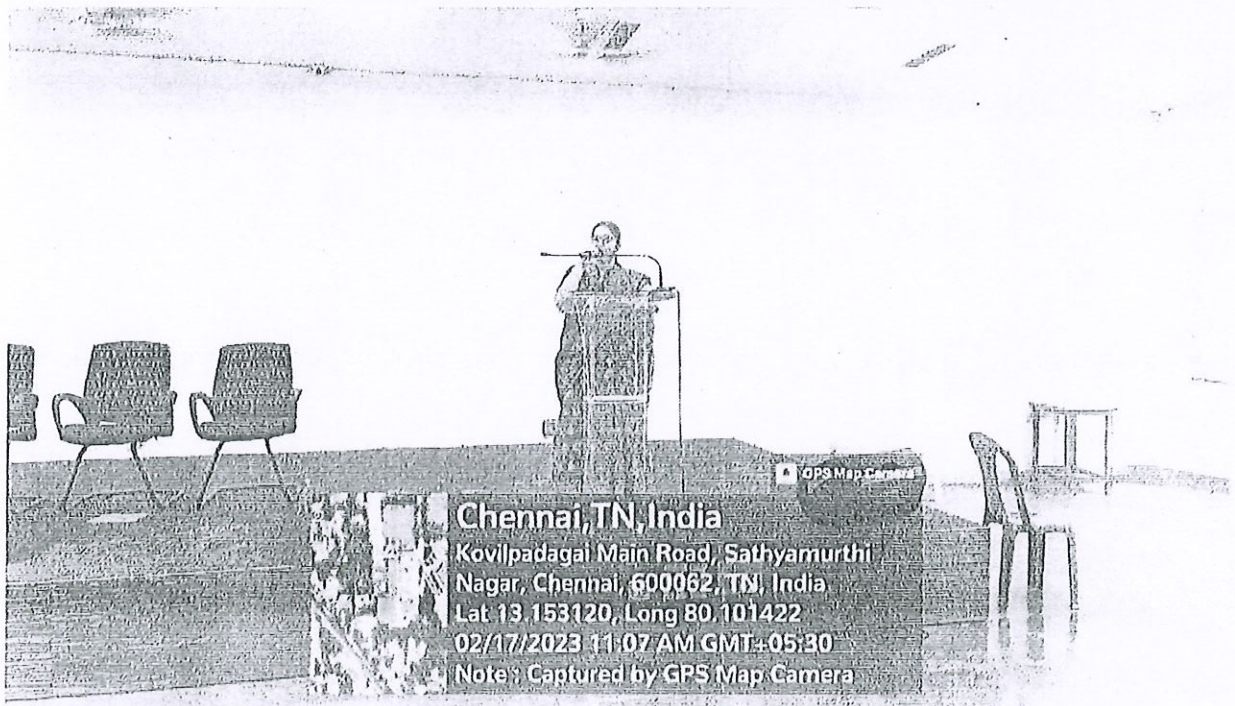 GPS Map Camera
Chennai,TN,India
Kovilpadagai Main Road, Sathyamurthi
Nagar, Chennai, 600062, TN, India
Lat 13.153120, Long 80.101422
02/17/2023 11:07 AM GMT+05:30
Note : Captured by GPS Map Camera